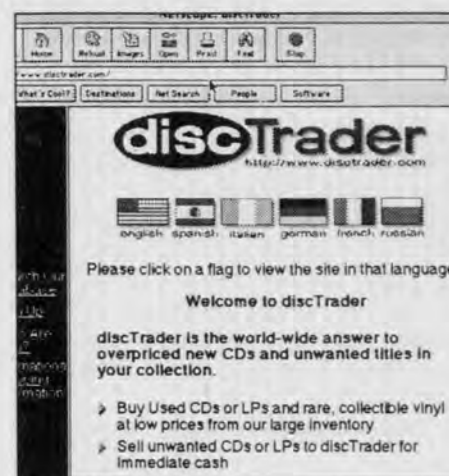 Netscape: discTrader
Home Reload Images Open Print Find Stop
www.disctrader.com/
What's Cool? Destinations Net Search People Software
discTrader
http://www.disctrader.com
english spanish italian german french russian
Please click on a flag to view the site in that language
Welcome to discTrader
discTrader is the world-wide answer to
overpriced new CDs and unwanted titles in
your collection.
Buy Used CDs or LPs and rare, collectible vinyl
at low prices from our large inventory
Sell unwanted CDs or LPs to discTrader for
immediate cash
Up
Are